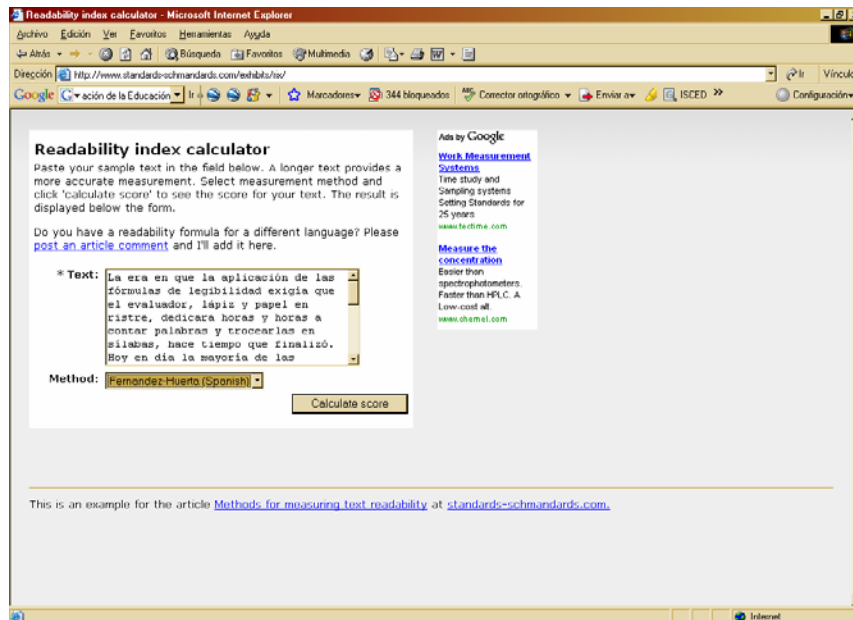 Readability index calculator - Microsoft Internet Explorer
Archivo Edición Ver Favoritos Herramientas Ayuda
Atrás Búsqueda Favoritos Multimedia
Dirección http://www.standards-schmandards.com/exhibits/rix/ Ir Vínculos
Google ación de la Educación Ir Marcadores 344 bloqueados ABC Corrector ortográfico Enviar a ISCED Configuración
Readability index calculator
Paste your sample text in the field below. A longer text provides a
more accurate measurement. Select measurement method and
click 'calculate score' to see the score for your text. The result is
displayed below the form.
Do you have a readability formula for a different language? Please
post an article comment and I'll add it here.
* Text:
La era en que la aplicación de las
fórmulas de legibilidad exigía que
el evaluador, lápiz y papel en
ristre, dedicara horas y horas a
contar palabras y trocearlas en
sílabas, hace tiempo que finalizó.
Hoy en día la mayoría de las
Method: Fernandez-Huerta (Spanish)
Calculate score
Ads by Google
Work Measurement
Systems
Time study and
Sampling systems
Setting Standards for
25 years
www.tectime.com
Measure the
concentration
Easier than
spectrophotometers.
Faster than HPLC. A
Low-cost all.
www.chemel.com
This is an example for the article Methods for measuring text readability at standards-schmandards.com.
Internet